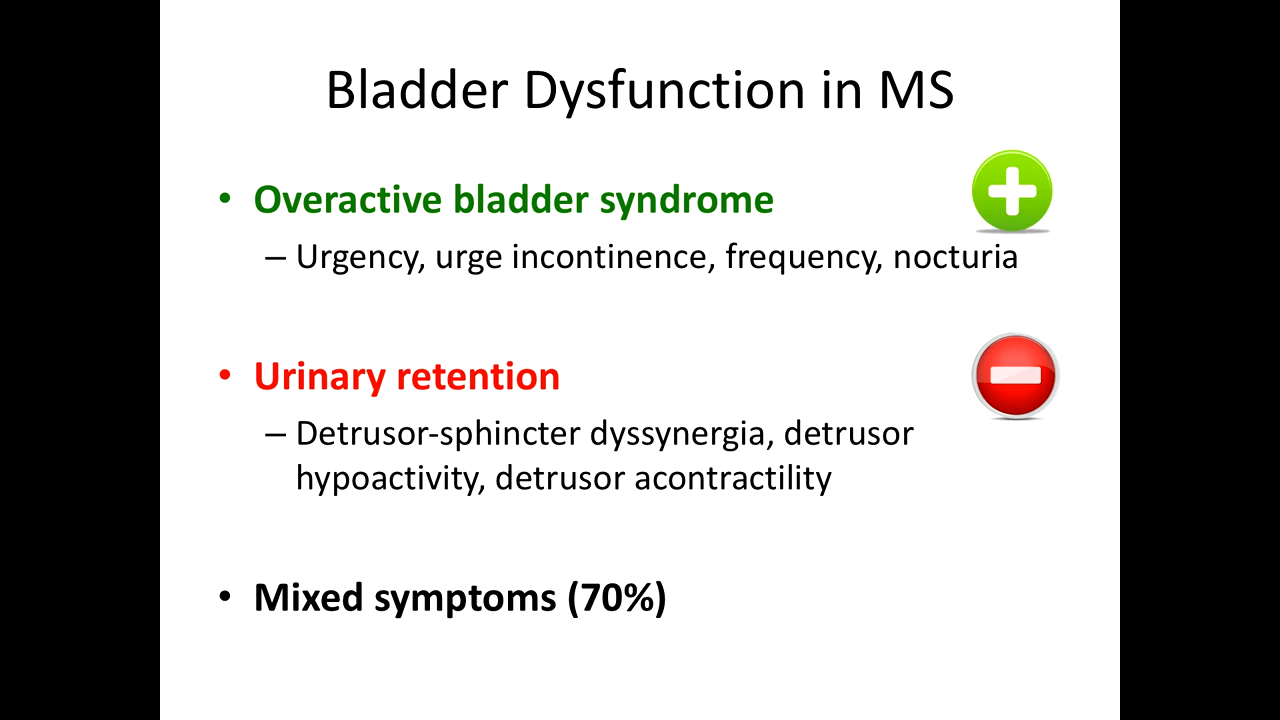 Bladder Dysfunction in MS
• Overactive bladder syndrome
– Urgency, urge incontinence, frequency, nocturia
• Urinary retention
– Detrusor-sphincter dyssynergia, detrusor
hypoactivity, detrusor acontractility
• Mixed symptoms (70%)